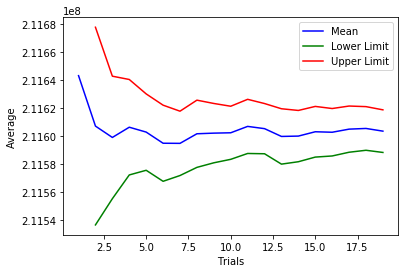 1e8
2.1168
2.1166
2.1164
2.1162
2.1160
2.1158
2.1156
2.1154
Average
Mean
Lower Limit
Upper Limit
2.5 5.0 7.5 10.0 12.5 15.0 17.5
Trials